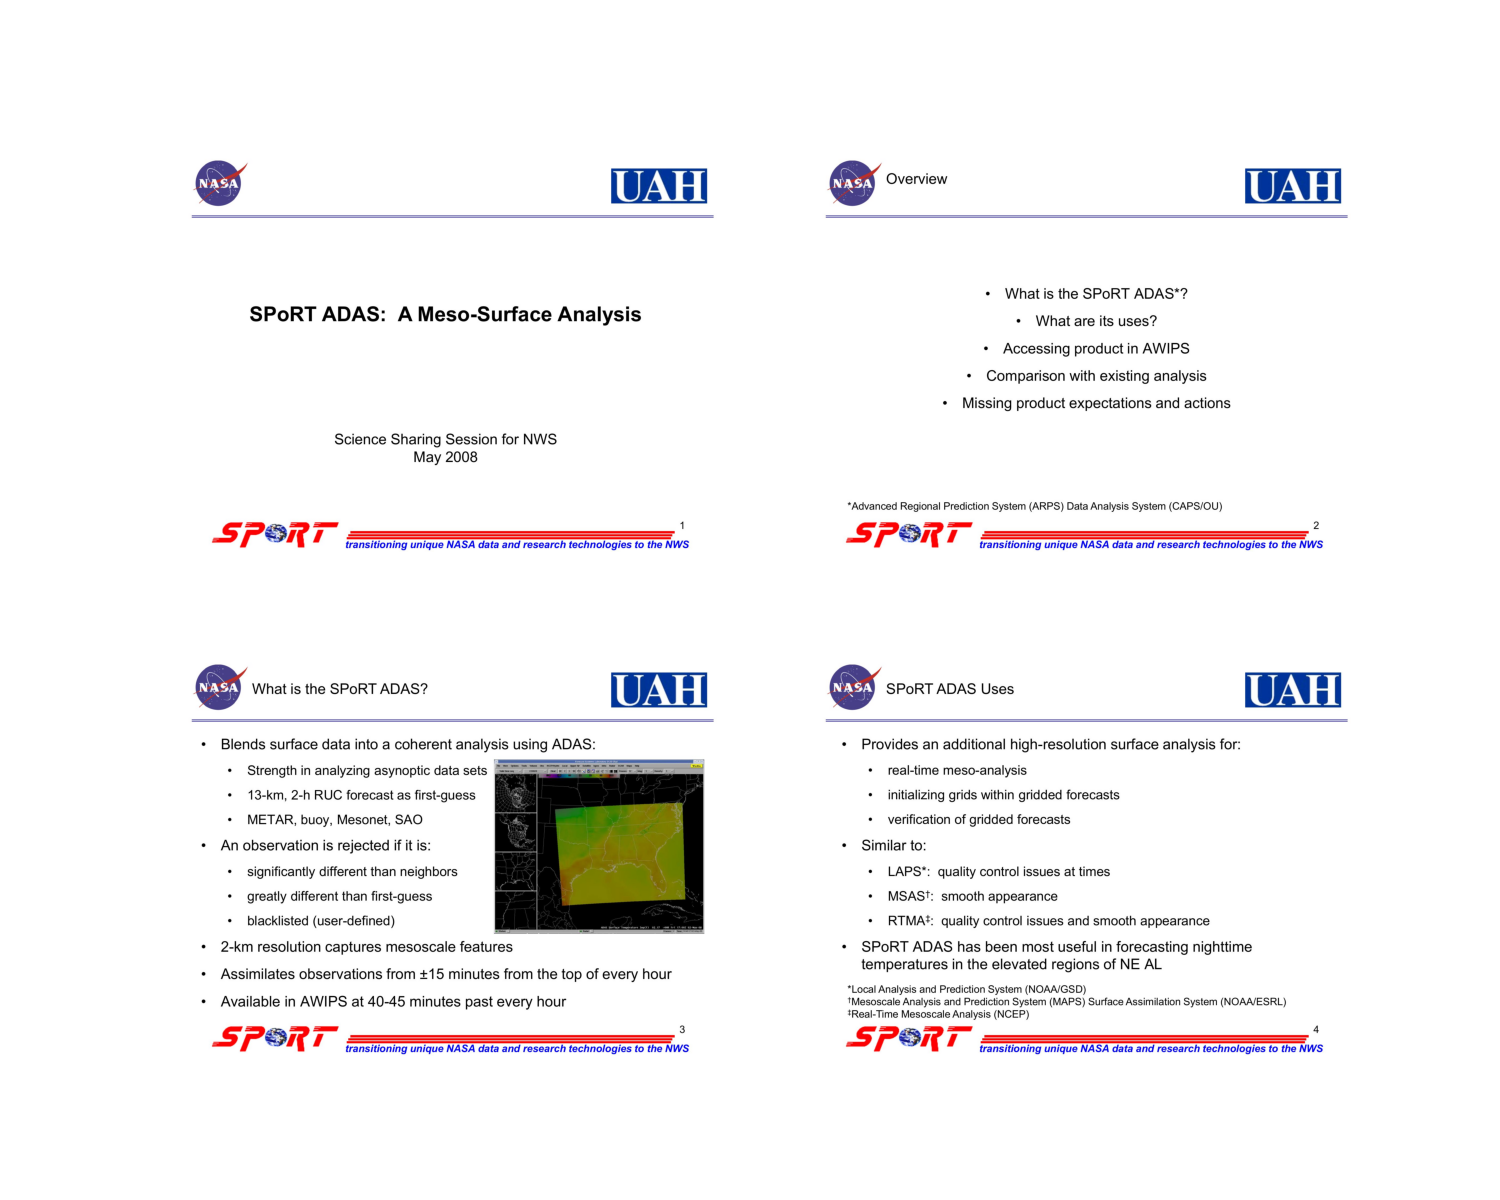 NASA
UAH
SPoRT ADAS:  A Meso-Surface Analysis
Science Sharing Session for NWS
May 2008
SPoRT
1
transitioning unique NASA data and research technologies to the NWS
NASA
Overview
UAH
• What is the SPoRT ADAS*?
• What are its uses?
• Accessing product in AWIPS
• Comparison with existing analysis
• Missing product expectations and actions
*Advanced Regional Prediction System (ARPS) Data Analysis System (CAPS/OU)
SPoRT
2
transitioning unique NASA data and research technologies to the NWS
NASA
What is the SPoRT ADAS?
UAH
• Blends surface data into a coherent analysis using ADAS:
• Strength in analyzing asynoptic data sets
• 13-km, 2-h RUC forecast as first-guess
• METAR, buoy, Mesonet, SAO
• An observation is rejected if it is:
• significantly different than neighbors
• greatly different than first-guess
• blacklisted (user-defined)
• 2-km resolution captures mesoscale features
• Assimilates observations from ±15 minutes from the top of every hour
• Available in AWIPS at 40-45 minutes past every hour
SPoRT
3
transitioning unique NASA data and research technologies to the NWS
NASA
SPoRT ADAS Uses
UAH
• Provides an additional high-resolution surface analysis for:
• real-time meso-analysis
• initializing grids within gridded forecasts
• verification of gridded forecasts
• Similar to:
• LAPS*:  quality control issues at times
• MSAS†:  smooth appearance
• RTMA‡:  quality control issues and smooth appearance
• SPoRT ADAS has been most useful in forecasting nighttime
temperatures in the elevated regions of NE AL
*Local Analysis and Prediction System (NOAA/GSD)
†Mesoscale Analysis and Prediction System (MAPS) Surface Assimilation System (NOAA/ESRL)
‡Real-Time Mesoscale Analysis (NCEP)
SPoRT
4
transitioning unique NASA data and research technologies to the NWS